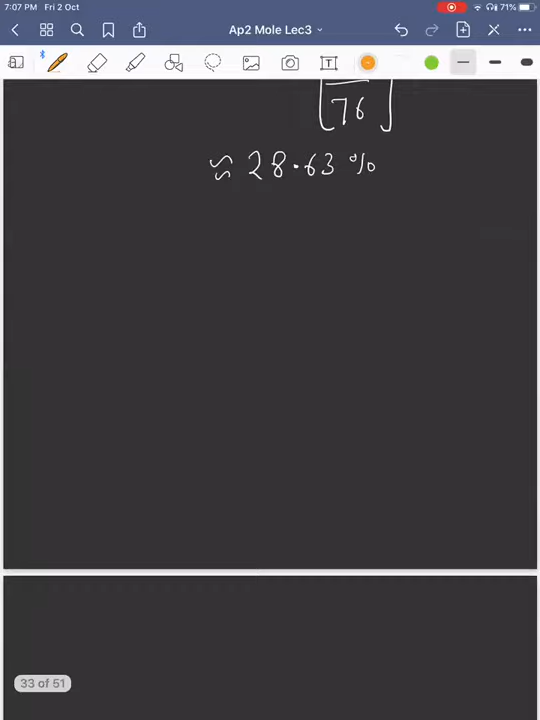 7:07 PM Fri 2 Oct 71%
Ap2 Mole Lec3
T
[76]
≈ 28.63 %
33 of 51